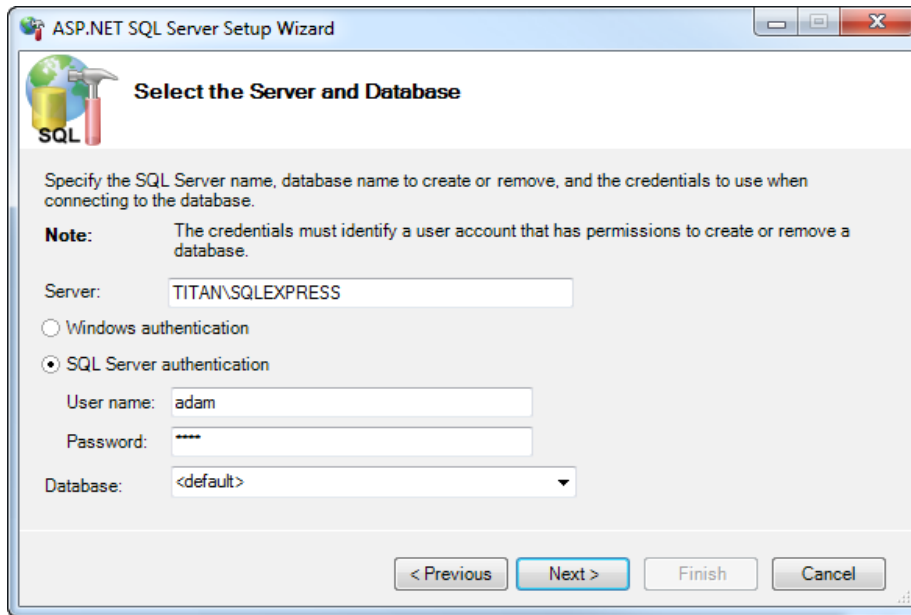 ASP.NET SQL Server Setup Wizard
Select the Server and Database
SQL
Specify the SQL Server name, database name to create or remove, and the credentials to use when
connecting to the database.
Note: The credentials must identify a user account that has permissions to create or remove a
database.
Server: TITAN\SQLEXPRESS
Windows authentication
SQL Server authentication
User name: adam
Password: ****
Database: <default>
< Previous Next > Finish Cancel